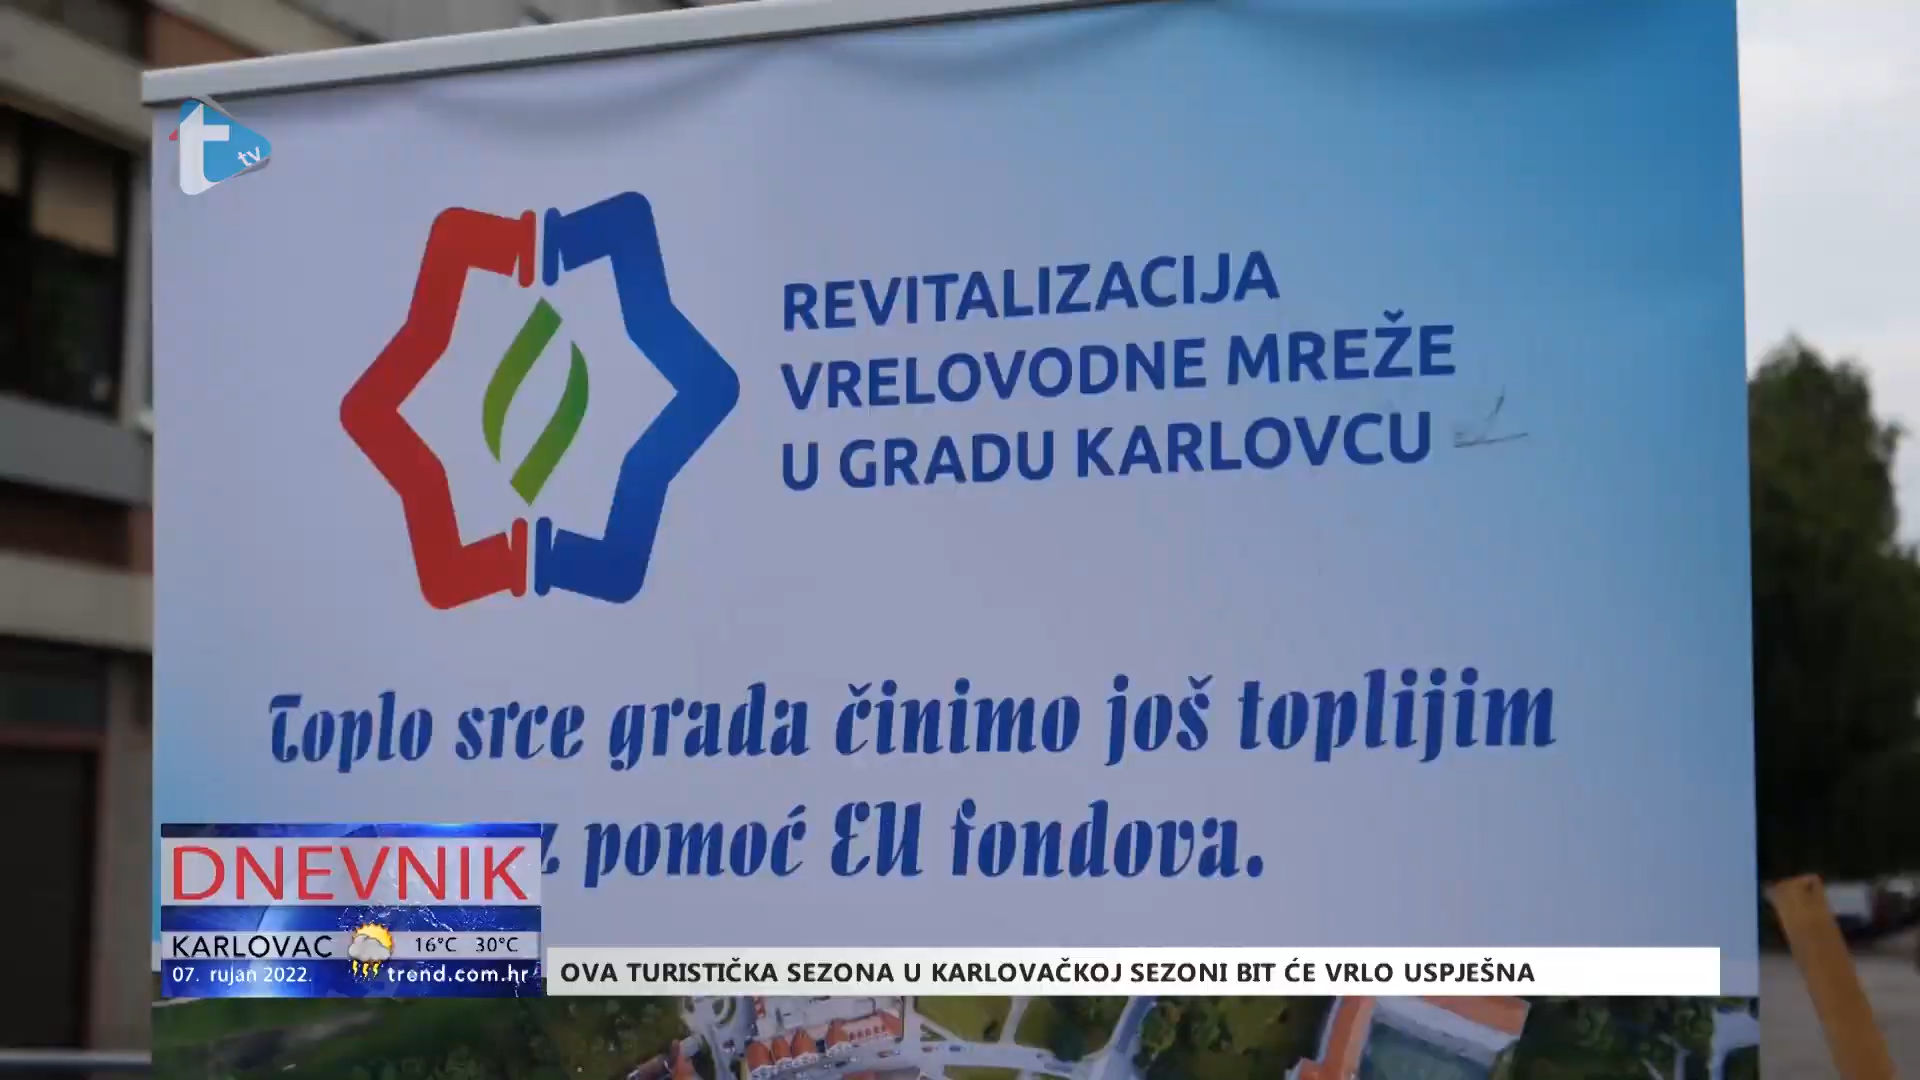 t tv
REVITALIZACIJA
VRELOVODNE MREŽE
U GRADU KARLOVCU
Toplo srce grada činimo još toplijim
pomoć EU fondova.
DNEVNIK
KARLOVAC 16°C 30°C
07. rujan 2022. trend.com.hr
OVA TURISTIČKA SEZONA U KARLOVAČKOJ SEZONI BIT ĆE VRLO USPJEŠNA